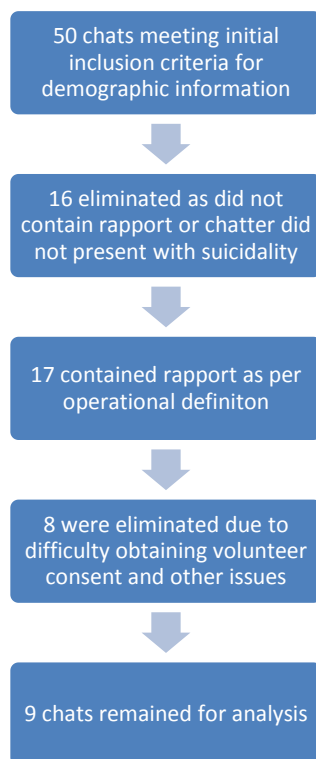 50 chats meeting initial
inclusion criteria for
demographic information
16 eliminated as did not
contain rapport or chatter did
not present with suicidality
17 contained rapport as per
operational definiton
8 were eliminated due to
difficulty obtaining volunteer
consent and other issues
9 chats remained for analysis